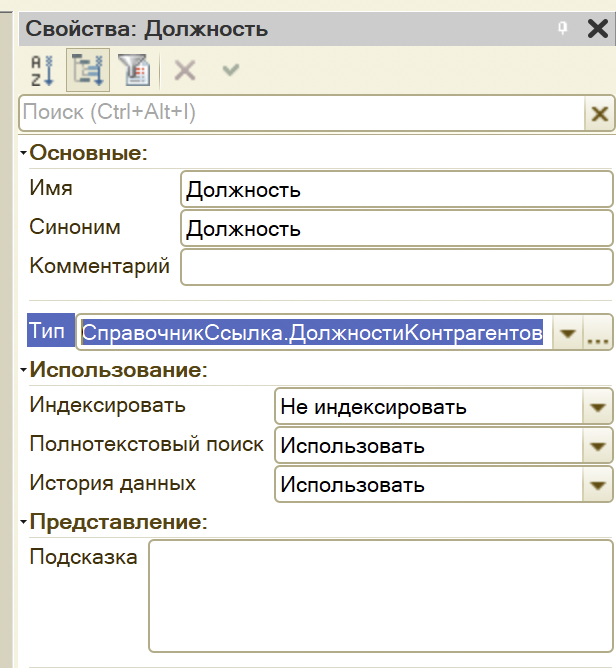 Свойства: Должность
Поиск (Ctrl+Alt+I)
Основные:
Имя Должность
Синоним Должность
Комментарий
Тип СправочникСсылка.ДолжностиКонтрагентов ...
Использование:
Индексировать Не индексировать
Полнотекстовый поиск Использовать
История данных Использовать
Представление:
Подсказка